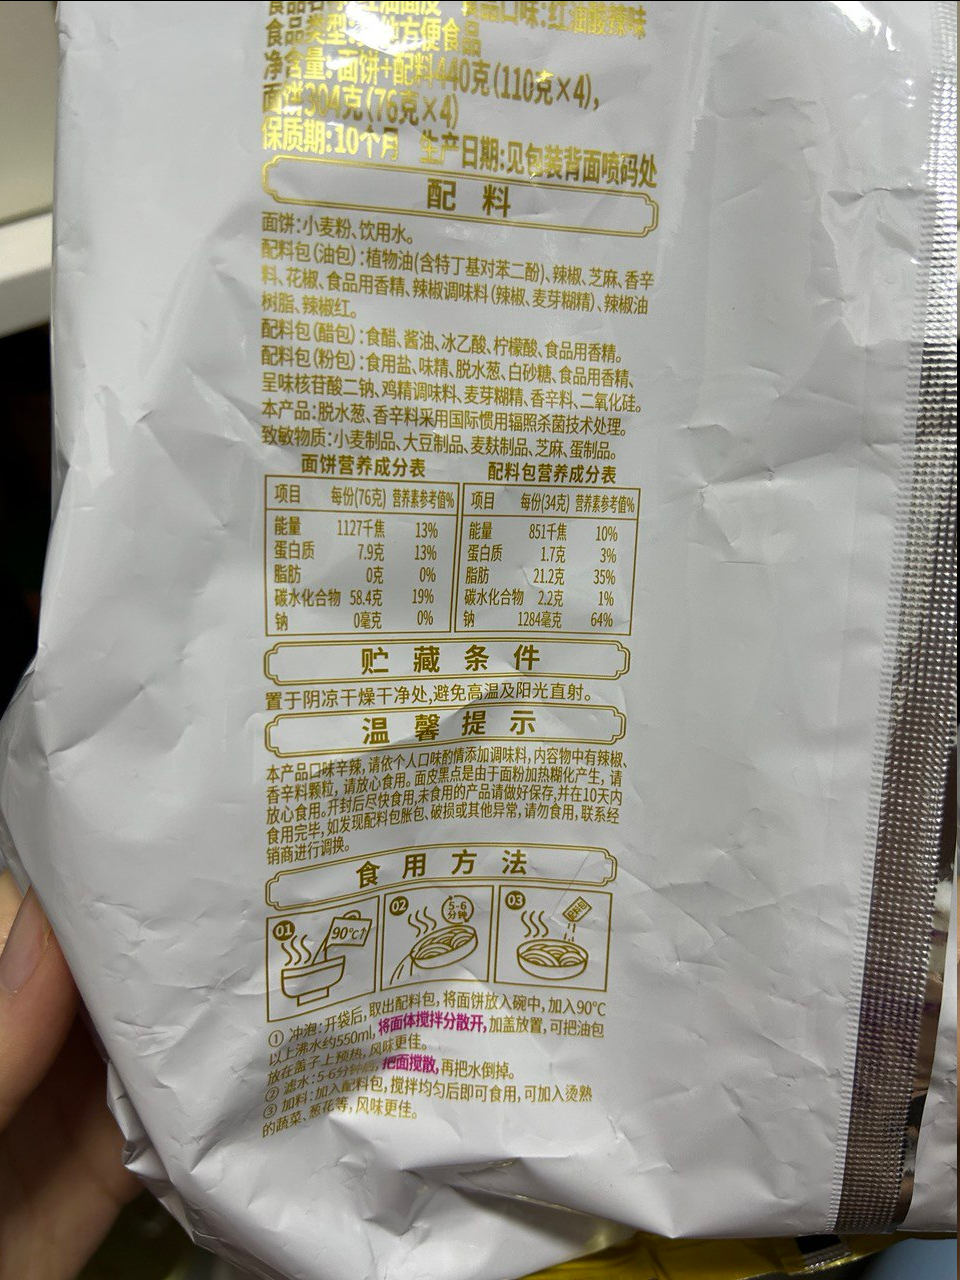 食品口味:红油酸辣味
食品类型: 方便食品
净含量: 面饼+配料440克(110克×4),
面饼304克(76克×4)
保质期:10个月 生产日期:见包装背面喷码处
配料
面饼:小麦粉、饮用水。
配料包(油包):植物油(含特丁基对苯二酚)、辣椒、芝麻、香辛
料、花椒、食品用香精、辣椒调味料(辣椒、麦芽糊精)、辣椒油
树脂、辣椒红。
配料包(醋包):食醋、酱油、冰乙酸、柠檬酸、食品用香精。
配料包(粉包):食用盐、味精、脱水葱、白砂糖、食品用香精、
呈味核苷酸二钠、鸡精调味料、麦芽糊精、香辛料、二氧化硅。
本产品:脱水葱、香辛料采用国际惯用辐照杀菌技术处理。
致敏物质:小麦制品、大豆制品、麦麸制品、芝麻、蛋制品。
面饼营养成分表 配料包营养成分表
项目 每份(76克) 营养素参考值% 项目 每份(34克) 营养素参考值%
能量 1127千焦 13% 能量 851千焦 10%
蛋白质 7.9克 13% 蛋白质 1.7克 3%
脂肪 0克 0% 脂肪 21.2克 35%
碳水化合物 58.4克 19% 碳水化合物 2.2克 1%
钠 0毫克 0% 钠 1284毫克 64%
贮藏条件
置于阴凉干燥干净处,避免高温及阳光直射。
温馨提示
本产品口味辛辣,请依个人口味酌情添加调味料,内容物中有辣椒、
香辛料颗粒,请放心食用。面皮黑点是由于面粉加热糊化产生,请
放心食用。开封后尽快食用,未食用的产品请做好保存,并在10天内
食用完毕,如发现配料包胀包、破损或其他异常,请勿食用,联系经
销商进行调换。
食用方法
01 90℃↑ 02 5-6分钟 03 配料包
① 冲泡:开袋后,取出配料包,将面饼放入碗中,加入90℃
以上沸水约550ml,将面体搅拌分散开,加盖放置,可把油包
放在盖子上预热,风味更佳。
② 滤水:5-6分钟后,把面搅散,再把水倒掉。
③ 加料:加入配料包,搅拌均匀后即可食用,可加入烫熟
的蔬菜、葱花等,风味更佳。